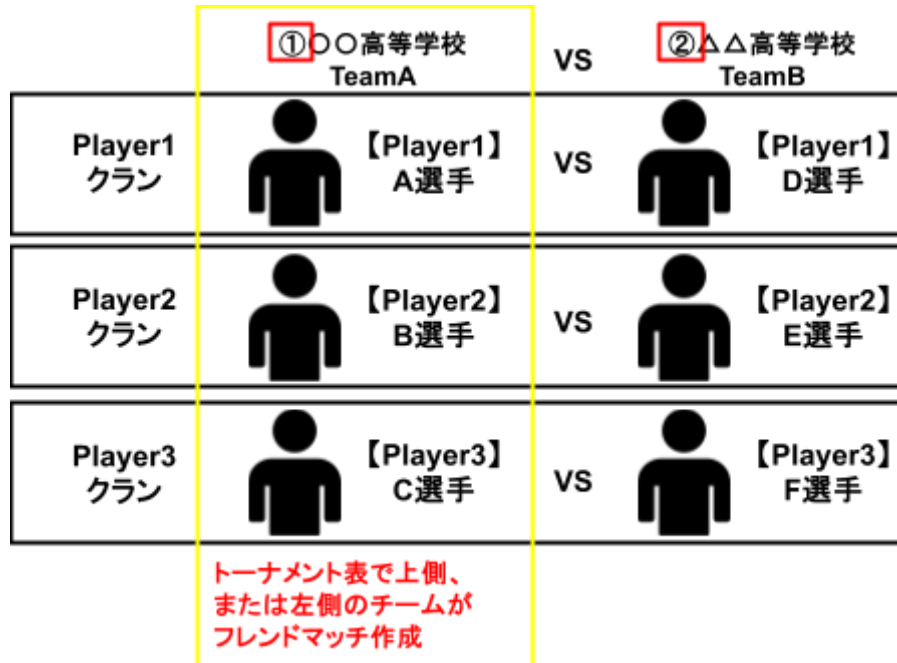 ①〇〇高等学校
TeamA
VS
②△△高等学校
TeamB
Player1
クラン
【Player1】
A選手
VS
【Player1】
D選手
Player2
クラン
【Player2】
B選手
VS
【Player2】
E選手
Player3
クラン
【Player3】
C選手
VS
【Player3】
F選手
トーナメント表で上側、
または左側のチームが
フレンドマッチ作成